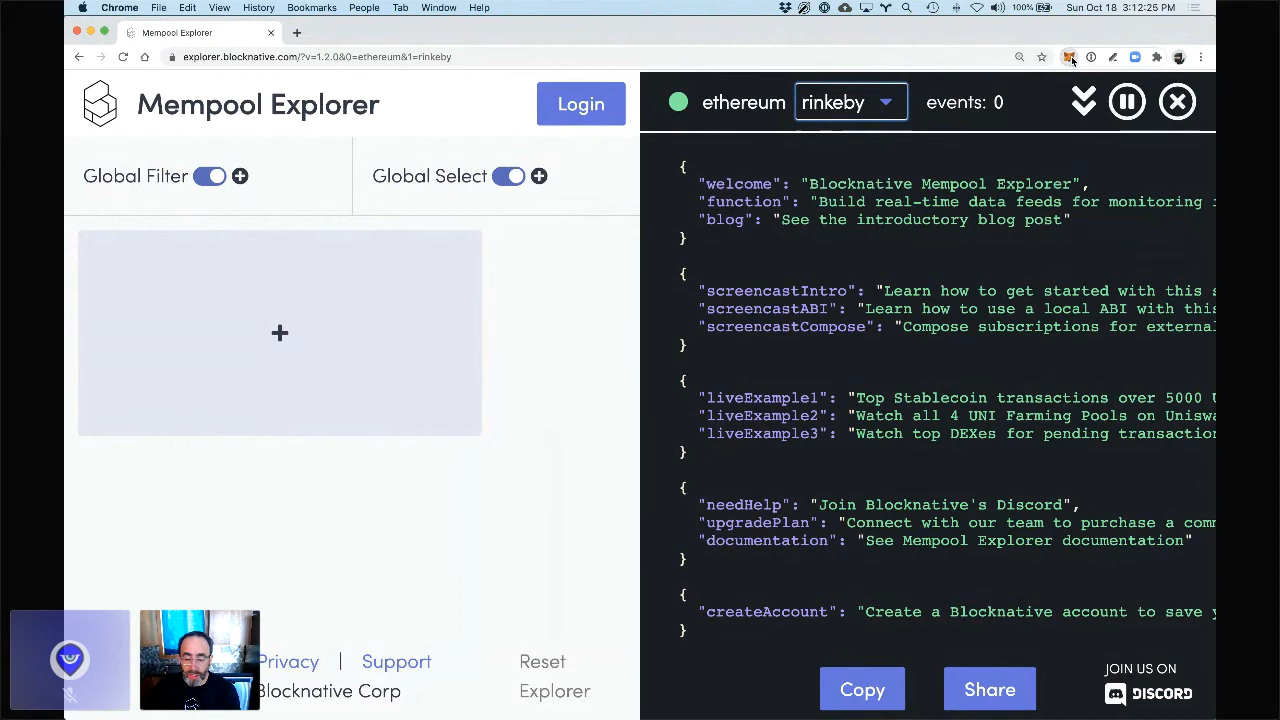 Chrome File Edit View History Bookmarks People Tab Window Help 100% Sun Oct 18 3:12:25 PM
Mempool Explorer
explorer.blocknative.com/?v=1.2.0&0=ethereum&1=rinkeby
Mempool Explorer
Login
Global Filter
Global Select
ethereum rinkeby events: 0
{
"welcome": "Blocknative Mempool Explorer",
"function": "Build real-time data feeds for monitoring
"blog": "See the introductory blog post"
}
{
"screencastIntro": "Learn how to get started with this
"screencastABI": "Learn how to use a local ABI with this
"screencastCompose": "Compose subscriptions for external
}
{
"liveExample1": "Top Stablecoin transactions over 5000
"liveExample2": "Watch all 4 UNI Farming Pools on
"liveExample3": "Watch top DEXes for pending
}
{
"needHelp": "Join Blocknative's Discord",
"upgradePlan": "Connect with our team to purchase a
"documentation": "See Mempool Explorer documentation"
}
{
"createAccount": "Create a Blocknative account to save
}
Privacy | Support
Blocknative Corp
Reset
Explorer
Copy
Share
JOIN US ON
DISCORD